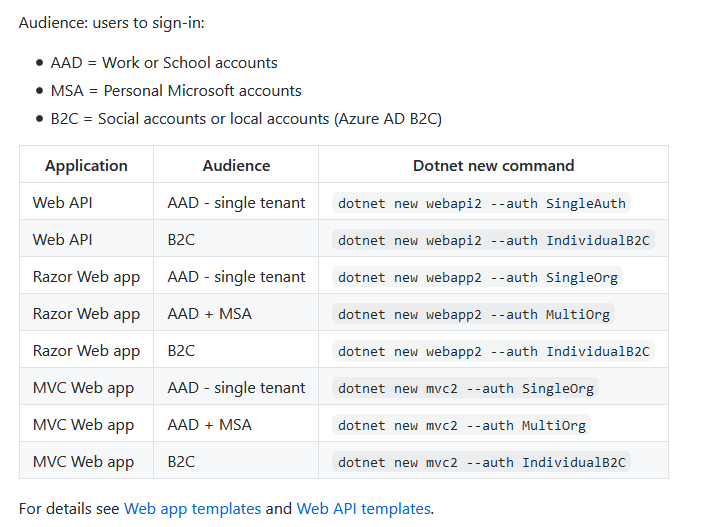 Audience: users to sign-in:
AAD = Work or School accounts
MSA = Personal Microsoft accounts
B2C = Social accounts or local accounts (Azure AD B2C)
Application Audience Dotnet new command
Web API AAD - single tenant dotnet new webapi2 --auth SingleAuth
Web API B2C dotnet new webapi2 --auth IndividualB2C
Razor Web app AAD - single tenant dotnet new webapp2 --auth SingleOrg
Razor Web app AAD + MSA dotnet new webapp2 --auth MultiOrg
Razor Web app B2C dotnet new webapp2 --auth IndividualB2C
MVC Web app AAD - single tenant dotnet new mvc2 --auth SingleOrg
MVC Web app AAD + MSA dotnet new mvc2 --auth MultiOrg
MVC Web app B2C dotnet new mvc2 --auth IndividualB2C
For details see Web app templates and Web API templates.